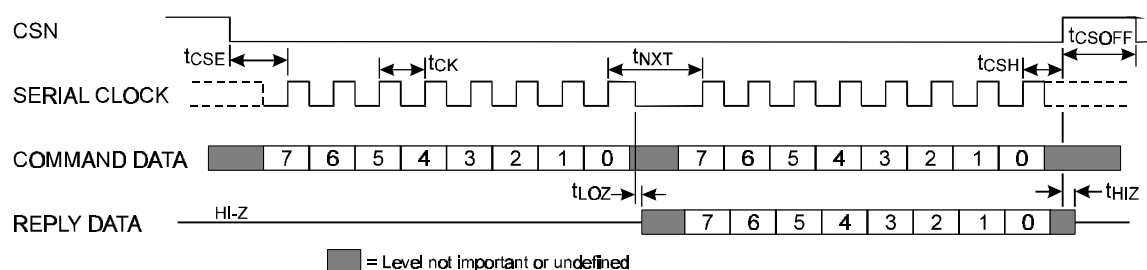 CSN
tCSE
tCK
tNXT
tCSH
tCSOFF
SERIAL CLOCK
COMMAND DATA
7 6 5 4 3 2 1 0
7 6 5 4 3 2 1 0
tLOZ
tHIZ
REPLY DATA
HI-Z
7 6 5 4 3 2 1 0
= Level not important or undefined